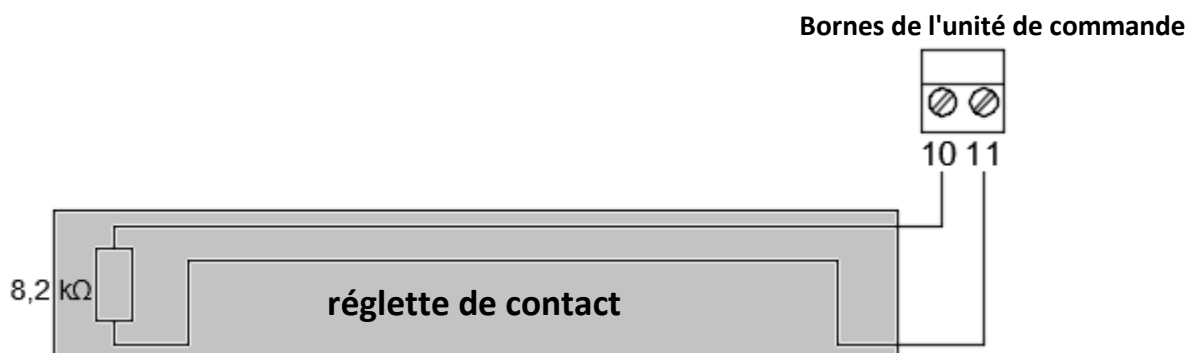 Bornes de l'unité de commande
10 11
8,2 kΩ
réglette de contact